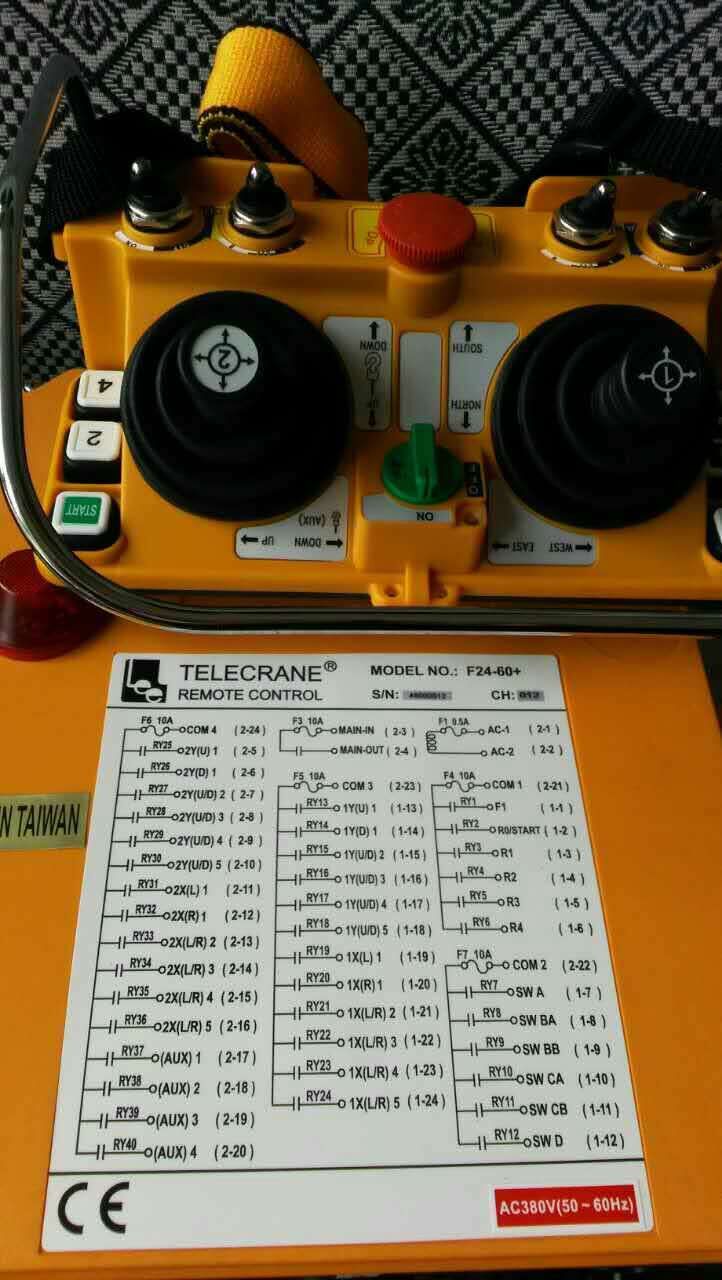 2
1
DOWN
UP
SOUTH
NORTH
4
2
START
ON
(AUX)
DOWN
UP
WEST
EAST
N TAIWAN
Lee
TELECRANE®
REMOTE CONTROL
MODEL NO.: F24-60+
S/N:
CH: 012
F6 10A COM 4 (2-24)
RY25 2Y(U) 1 (2-5)
RY26 2Y(D) 1 (2-6)
RY27 2Y(U/D) 2 (2-7)
RY28 2Y(U/D) 3 (2-8)
RY29 2Y(U/D) 4 (2-9)
RY30 2Y(U/D) 5 (2-10)
RY31 2X(L) 1 (2-11)
RY32 2X(R) 1 (2-12)
RY33 2X(L/R) 2 (2-13)
RY34 2X(L/R) 3 (2-14)
RY35 2X(L/R) 4 (2-15)
RY36 2X(L/R) 5 (2-16)
RY37 (AUX) 1 (2-17)
RY38 (AUX) 2 (2-18)
RY39 (AUX) 3 (2-19)
RY40 (AUX) 4 (2-20)
F3 10A MAIN-IN (2-3)
MAIN-OUT (2-4)
F5 10A COM 3 (2-23)
RY13 1Y(U) 1 (1-13)
RY14 1Y(D) 1 (1-14)
RY15 1Y(U/D) 2 (1-15)
RY16 1Y(U/D) 3 (1-16)
RY17 1Y(U/D) 4 (1-17)
RY18 1Y(U/D) 5 (1-18)
RY19 1X(L) 1 (1-19)
RY20 1X(R) 1 (1-20)
RY21 1X(L/R) 2 (1-21)
RY22 1X(L/R) 3 (1-22)
RY23 1X(L/R) 4 (1-23)
RY24 1X(L/R) 5 (1-24)
F1 0.5A AC-1 (2-1)
AC-2 (2-2)
F4 10A COM 1 (2-21)
RY1 F1 (1-1)
RY2 R0/START (1-2)
RY3 R1 (1-3)
RY4 R2 (1-4)
RY5 R3 (1-5)
RY6 R4 (1-6)
F7 10A COM 2 (2-22)
RY7 SW A (1-7)
RY8 SW BA (1-8)
RY9 SW BB (1-9)
RY10 SW CA (1-10)
RY11 SW CB (1-11)
RY12 SW D (1-12)
CE
AC380V(50~60Hz)